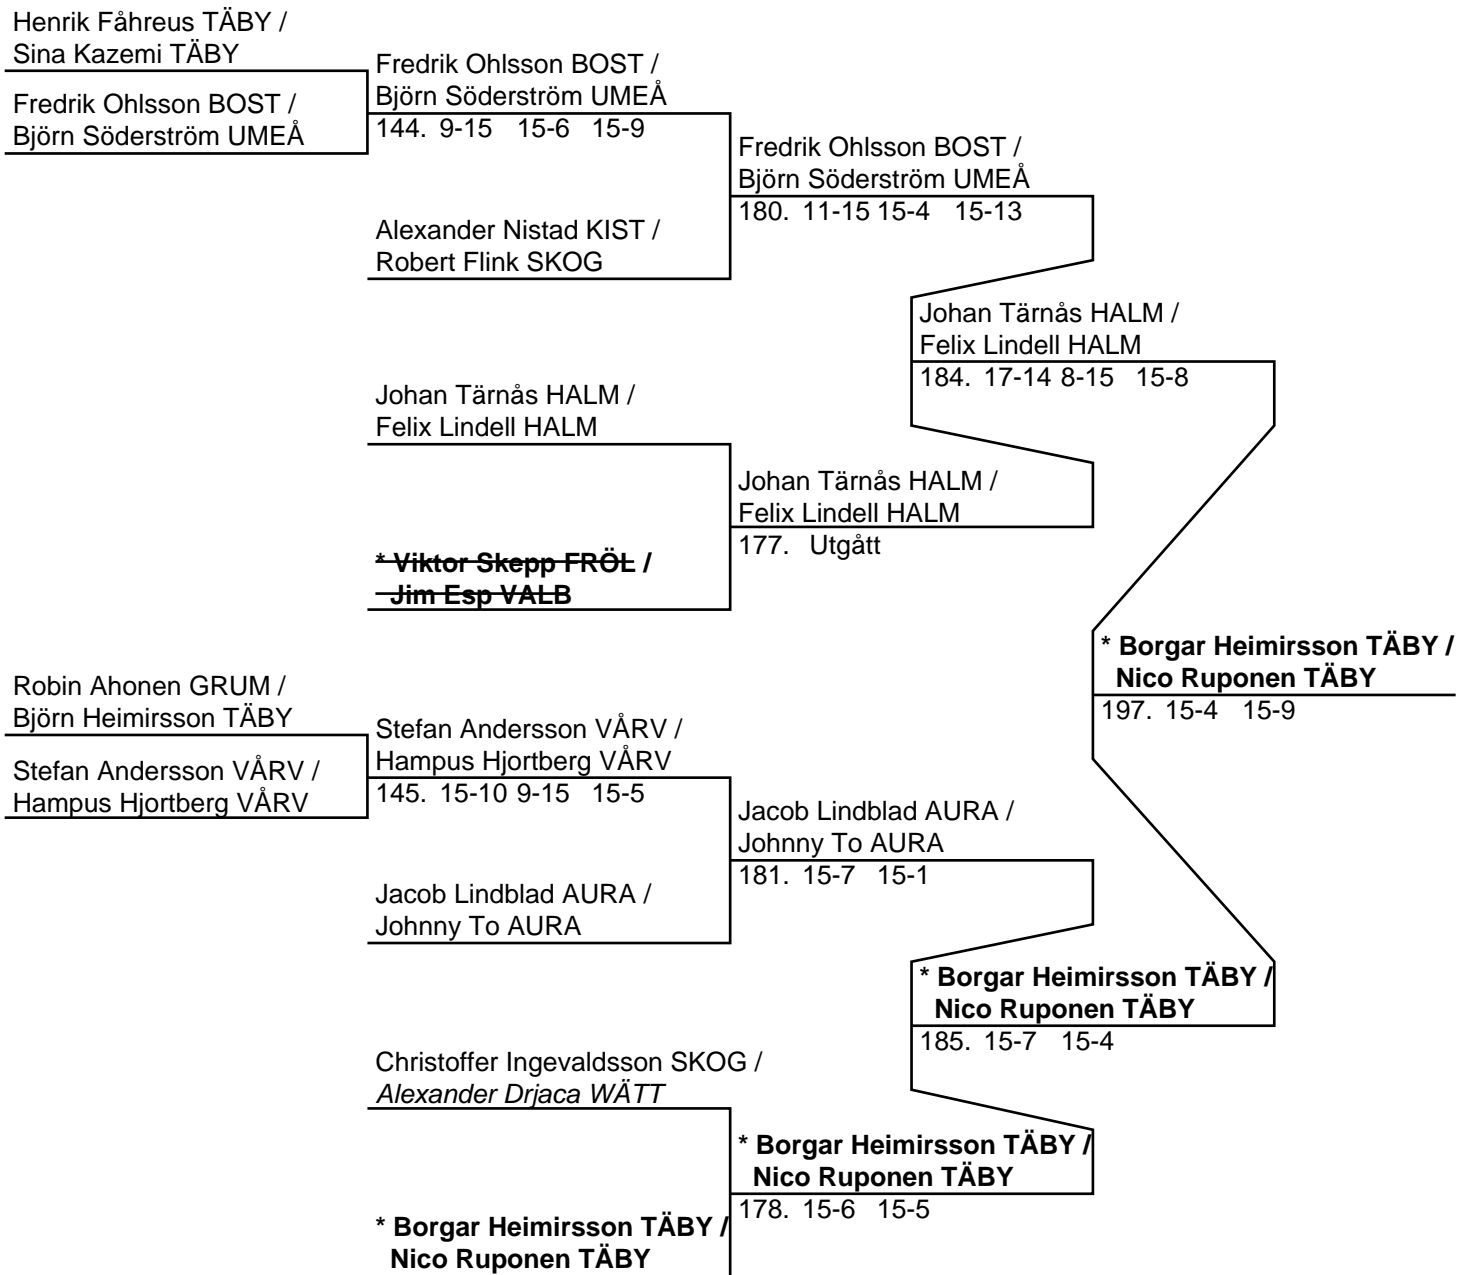 Henrik Fåhreus TÄBY /
Sina Kazemi TÄBY
Fredrik Ohlsson BOST /
Björn Söderström UMEÅ
Fredrik Ohlsson BOST /
Björn Söderström UMEÅ
144. 9-15 15-6 15-9
Alexander Nistad KIST /
Robert Flink SKOG
Fredrik Ohlsson BOST /
Björn Söderström UMEÅ
180. 11-15 15-4 15-13
Johan Tärnås HALM /
Felix Lindell HALM
* Viktor Skepp FRÖL /
Jim Esp VALB
Johan Tärnås HALM /
Felix Lindell HALM
177. Utgått
Johan Tärnås HALM /
Felix Lindell HALM
184. 17-14 8-15 15-8
Robin Ahonen GRUM /
Björn Heimirsson TÄBY
Stefan Andersson VÅRV /
Hampus Hjortberg VÅRV
Stefan Andersson VÅRV /
Hampus Hjortberg VÅRV
145. 15-10 9-15 15-5
Jacob Lindblad AURA /
Johnny To AURA
Jacob Lindblad AURA /
Johnny To AURA
181. 15-7 15-1
Christoffer Ingevaldsson SKOG /
Alexander Drjaca WÄTT
* Borgar Heimirsson TÄBY /
Nico Ruponen TÄBY
* Borgar Heimirsson TÄBY /
Nico Ruponen TÄBY
178. 15-6 15-5
* Borgar Heimirsson TÄBY /
Nico Ruponen TÄBY
185. 15-7 15-4
* Borgar Heimirsson TÄBY /
Nico Ruponen TÄBY
197. 15-4 15-9